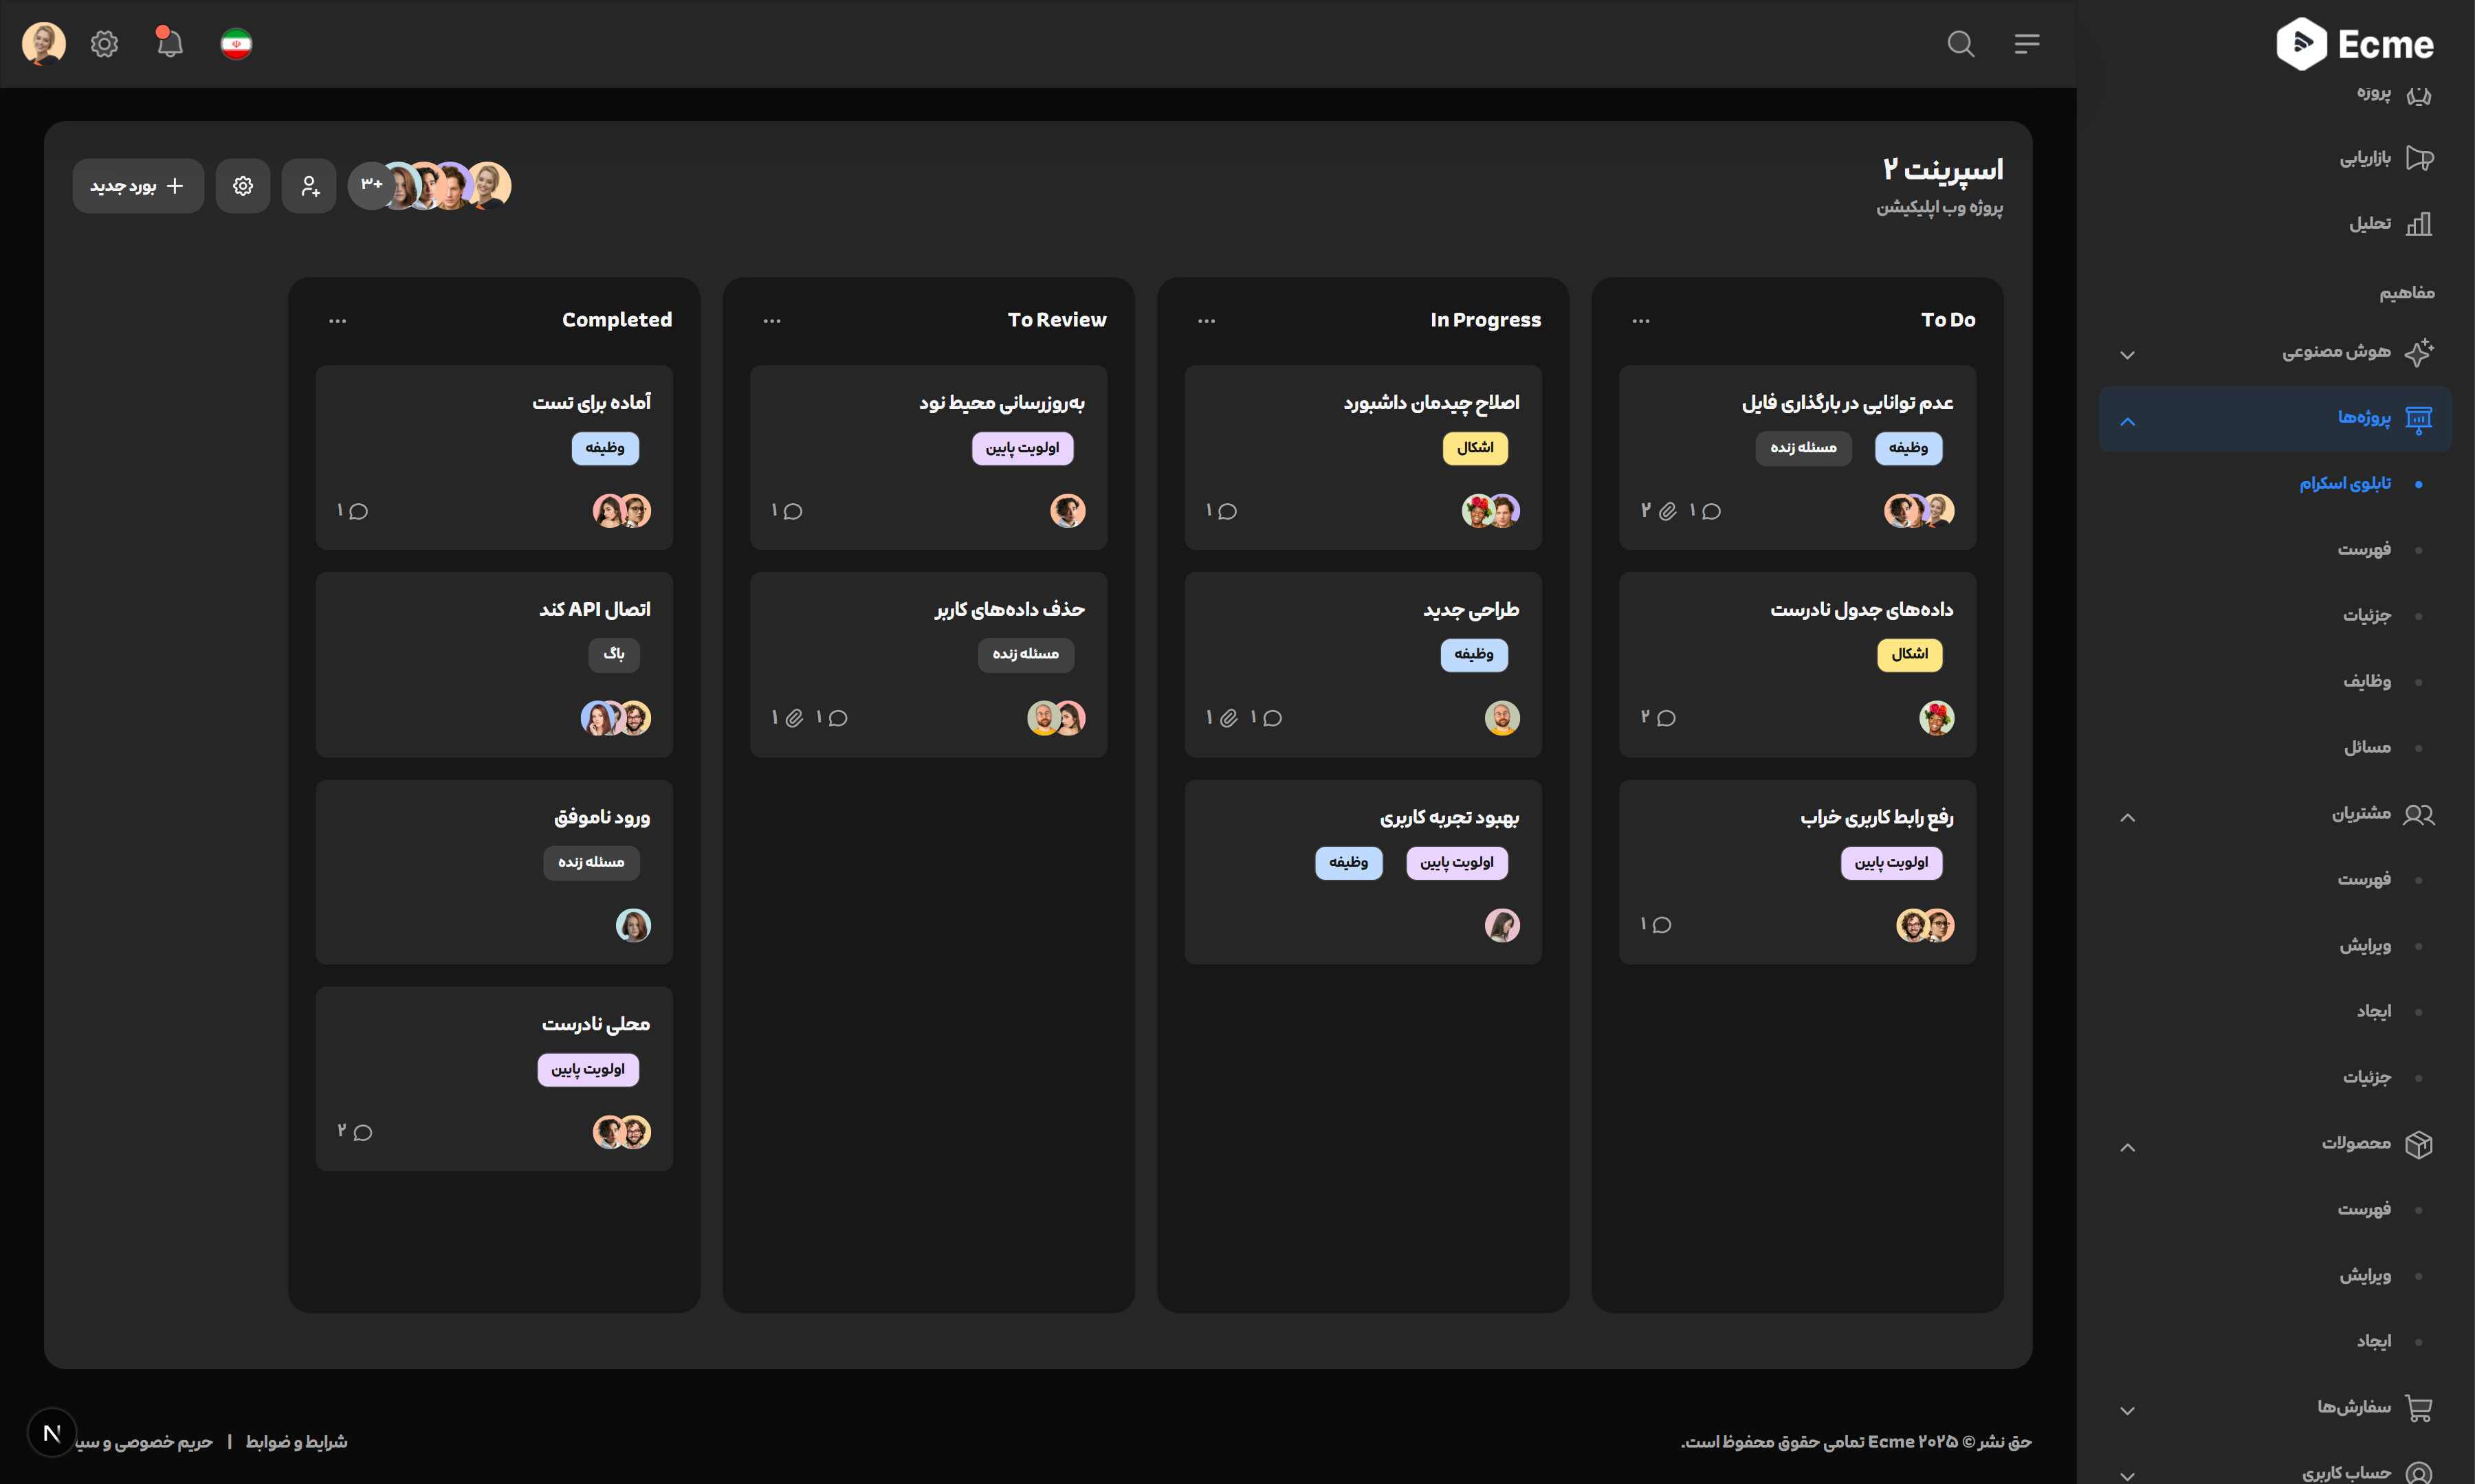 Ecme
پروژه
بازاریابی
تحلیل
مفاهیم
هوش مصنوعی
پروژه‌ها
تابلوی اسکرام
فهرست
جزئیات
وظایف
مسائل
مشتریان
فهرست
ویرایش
ایجاد
جزئیات
محصولات
فهرست
ویرایش
ایجاد
سفارش‌ها
حساب کاربری
اسپرینت ۲
پروژه وب اپلیکیشن
+۳
بورد جدید
To Do
عدم توانایی در بارگذاری فایل
وظیفه مسئله زنده
۱ ۲
داده‌های جدول نادرست
اشکال
۲
رفع رابط کاربری خراب
اولویت پایین
۱
In Progress
اصلاح چیدمان داشبورد
اشکال
۱
طراحی جدید
وظیفه
۱ ۱
بهبود تجربه کاربری
اولویت پایین وظیفه
To Review
به‌روزرسانی محیط نود
اولویت پایین
۱
حذف داده‌های کاربر
مسئله زنده
۱ ۱
Completed
آماده برای تست
وظیفه
۱
اتصال API کند
باگ
ورود ناموفق
مسئله زنده
محلی نادرست
اولویت پایین
۲
حق نشر © ۲۰۲۵ Ecme تمامی حقوق محفوظ است.
شرایط و ضوابط | حریم خصوصی و
N